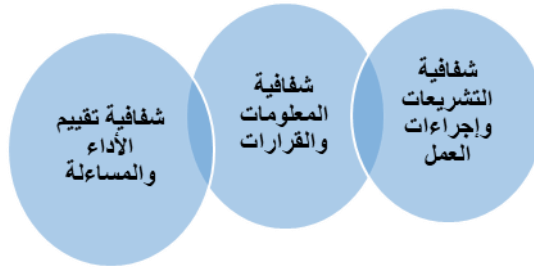 شفافية
التشريعات
وإجراءات
العمل
شفافية
المعلومات
والقرارات
شفافية تقييم
الأداء
والمساءلة